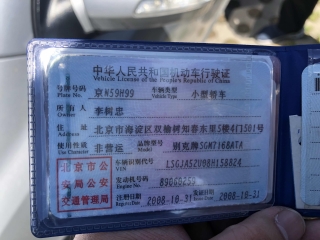 中华人民共和国机动车行驶证
Vehicle License of the People's Republic of China
号牌号码 京N59H99 车辆类型 小型轿车
Plate No. Vehicle Type
所有人 李树忠
Owner
住址 北京市海淀区双榆树知春东里5楼4门501号
Address
使用性质 非营运 品牌型号 别克牌SGM7168ATA
Use Character Model
北京市公安局公安交通管理局
车辆识别代号 LSGJA52U08H158824
VIN
发动机号码
Engine No.
注册日期 2008-10-31 发证日期 2008-10-31